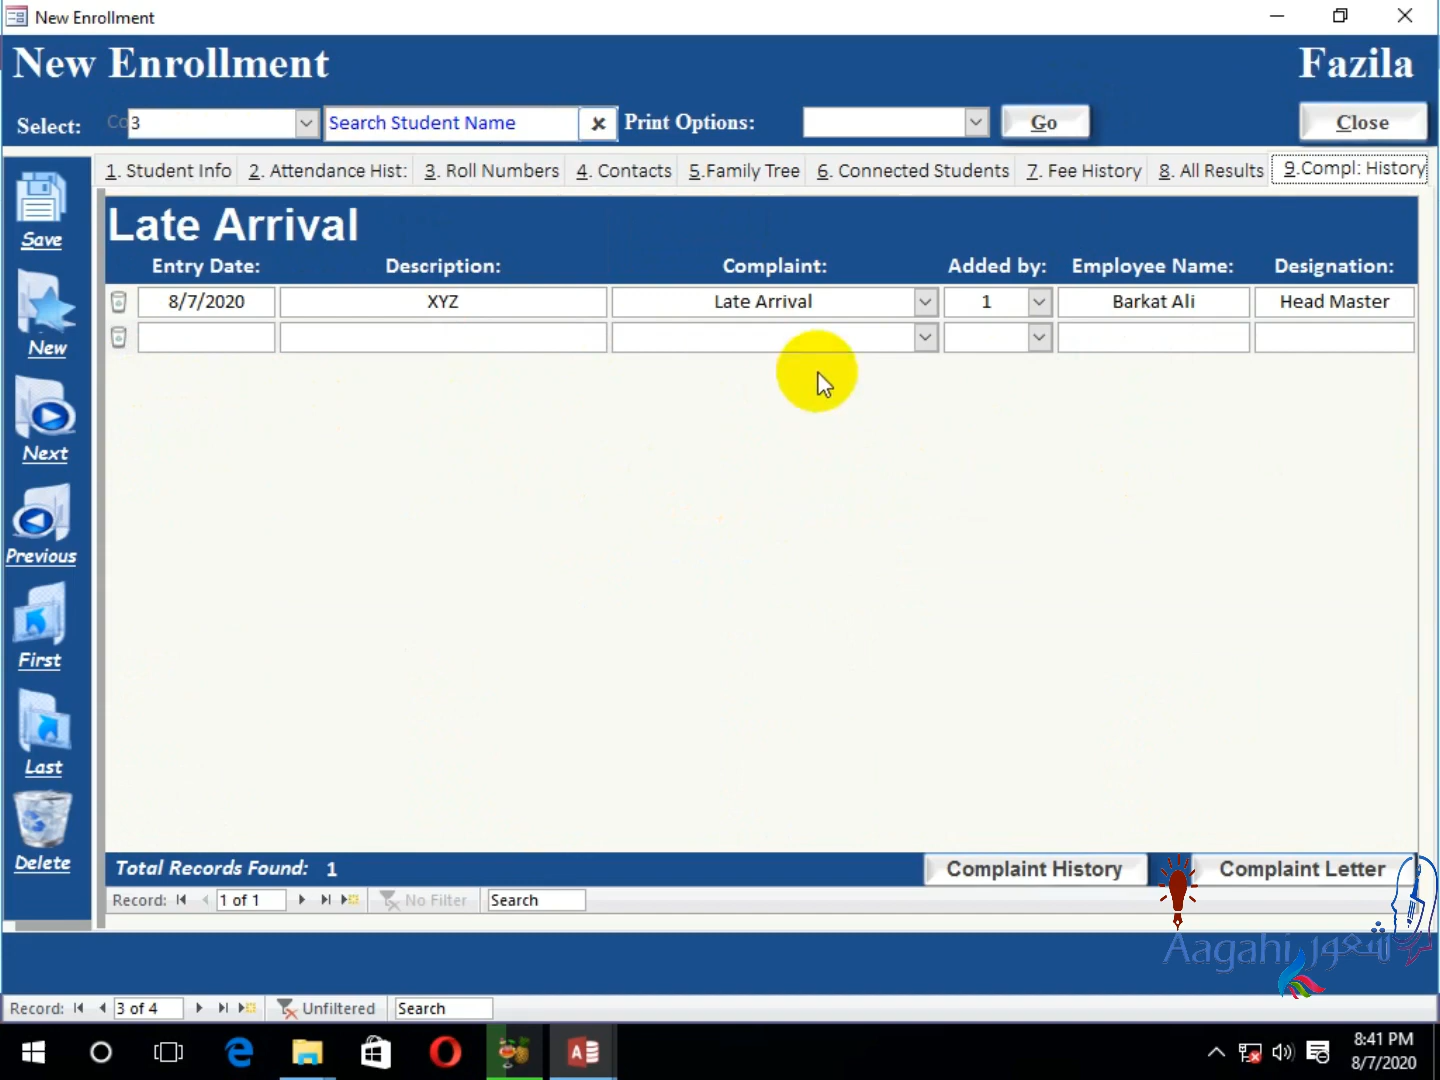 New Enrollment
New Enrollment
Fazila
Select:
3
Search Student Name
Print Options:
Go
Close
1. Student Info
2. Attendance Hist:
3. Roll Numbers
4. Contacts
5.Family Tree
6. Connected Students
7. Fee History
8. All Results
9.Compl: History
Save
New
Next
Previous
First
Last
Delete
Late Arrival
Entry Date:
Description:
Complaint:
Added by:
Employee Name:
Designation:
8/7/2020
XYZ
Late Arrival
1
Barkat Ali
Head Master
Total Records Found: 1
Complaint History
Complaint Letter
Record:
1 of 1
No Filter
Search
Aagahi
Record:
3 of 4
Unfiltered
Search
8:41 PM
8/7/2020